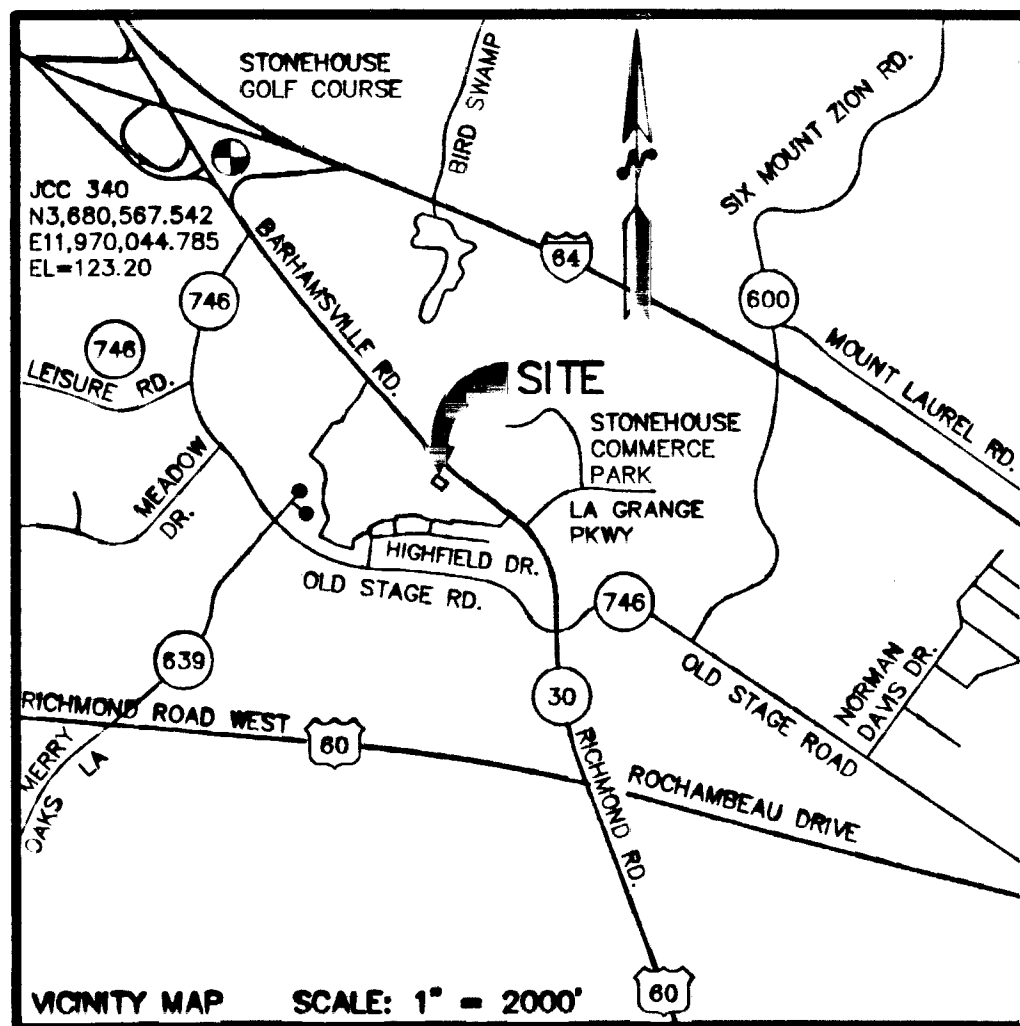 STONEHOUSE
GOLF COURSE
BIRD SWAMP
SIX MOUNT ZION RD.
N
JCC 340
N3,680,567.542
E11,970,044.785
EL=123.20
BARHAMSVILLE RD.
64
746
600
746
LEISURE RD.
MOUNT LAUREL RD.
SITE
STONEHOUSE
COMMERCE
PARK
MEADOW
DR.
LA GRANGE
PKWY
HIGHFIELD DR.
OLD STAGE RD.
746
639
OLD STAGE ROAD
NORMAN
DAVIS DR.
30
RICHMOND ROAD WEST
60
RICHMOND RD.
MERRY
OAKS LA
ROCHAMBEAU DRIVE
60
VICINITY MAP SCALE: 1" = 2000'